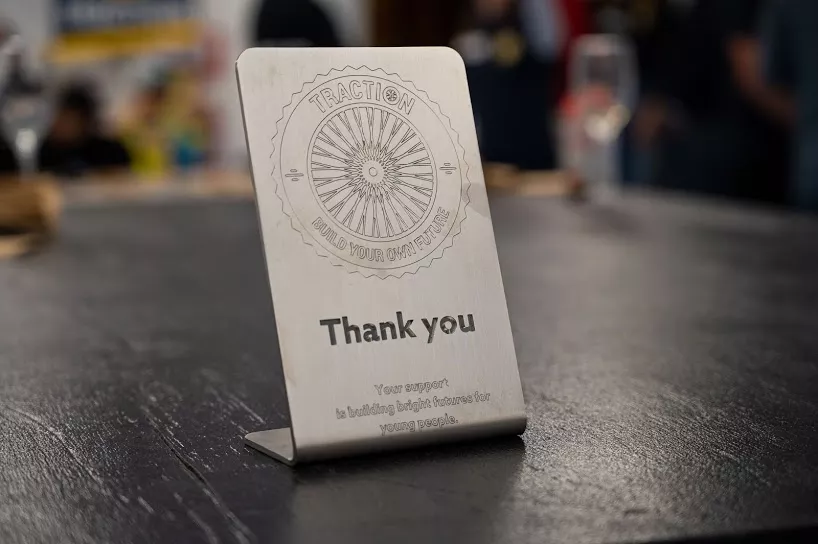 TRACTION
BUILD YOUR OWN FUTURE
Thank you
Your support
is building bright futures for
young people.